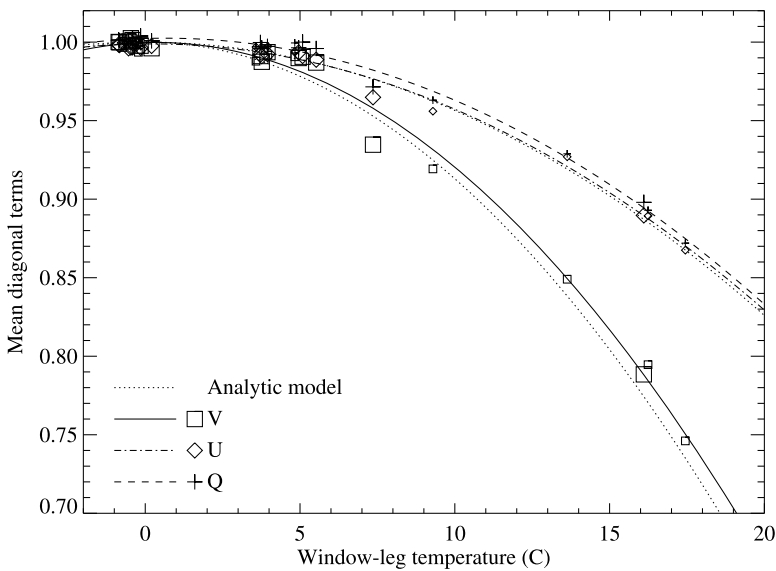 1.00
0.95
0.90
0.85
0.80
0.75
0.70
Mean diagonal terms
Analytic model
V
U
Q
0 5 10 15 20
Window-leg temperature (C)